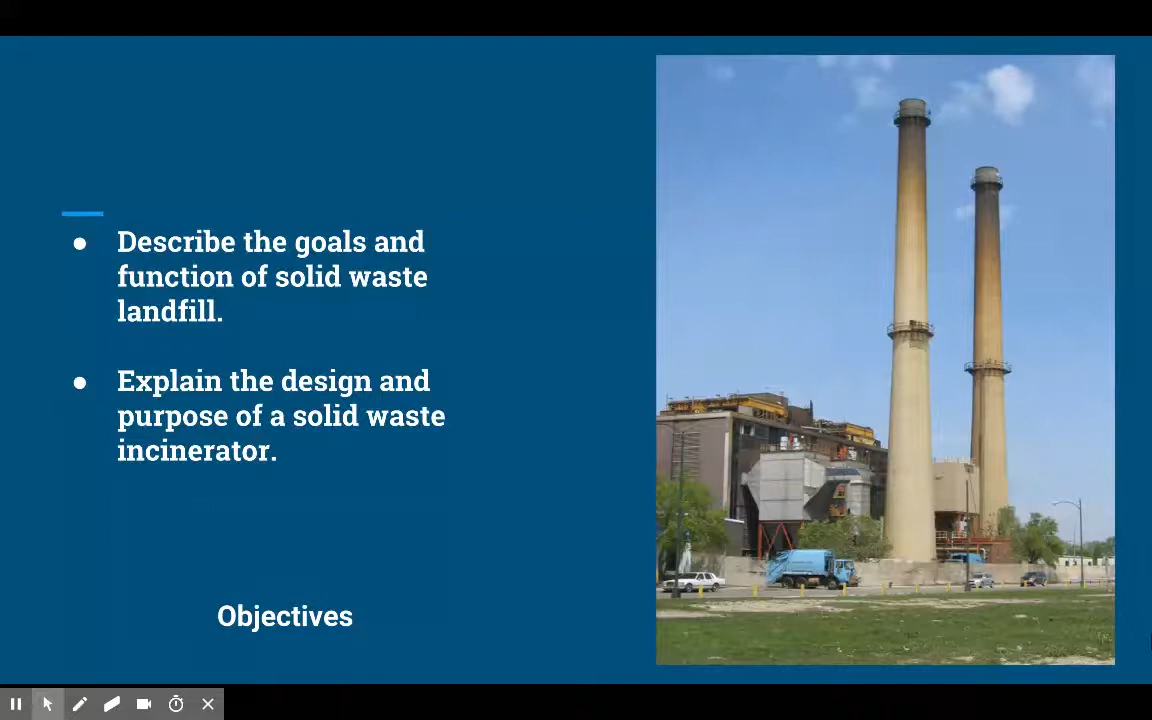 ● Describe the goals and
function of solid waste
landfill.
● Explain the design and
purpose of a solid waste
incinerator.
Objectives